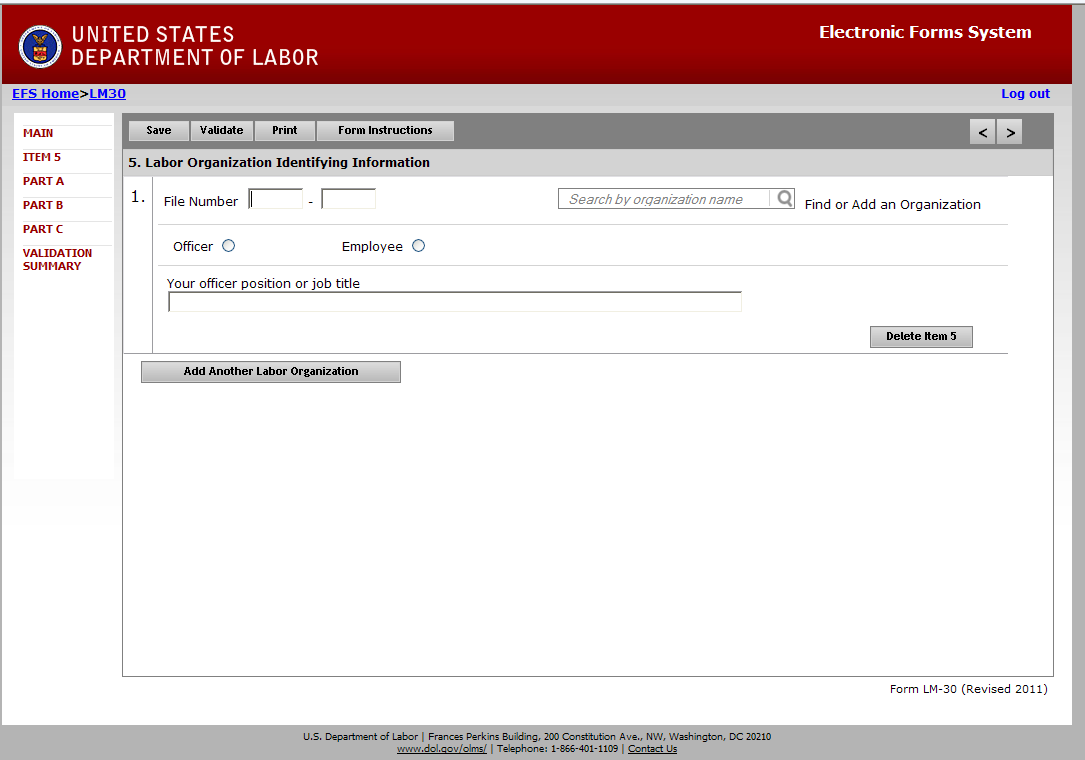 UNITED STATES
DEPARTMENT OF LABOR
Electronic Forms System
EFS Home>LM30
Log out
MAIN
ITEM 5
PART A
PART B
PART C
VALIDATION
SUMMARY
Save Validate Print Form Instructions < >
5. Labor Organization Identifying Information
1. File Number - Search by organization name Find or Add an Organization
Officer Employee
Your officer position or job title
Delete Item 5
Add Another Labor Organization
Form LM-30 (Revised 2011)
U.S. Department of Labor | Frances Perkins Building, 200 Constitution Ave., NW, Washington, DC 20210
www.dol.gov/olms/ | Telephone: 1-866-401-1109 | Contact Us